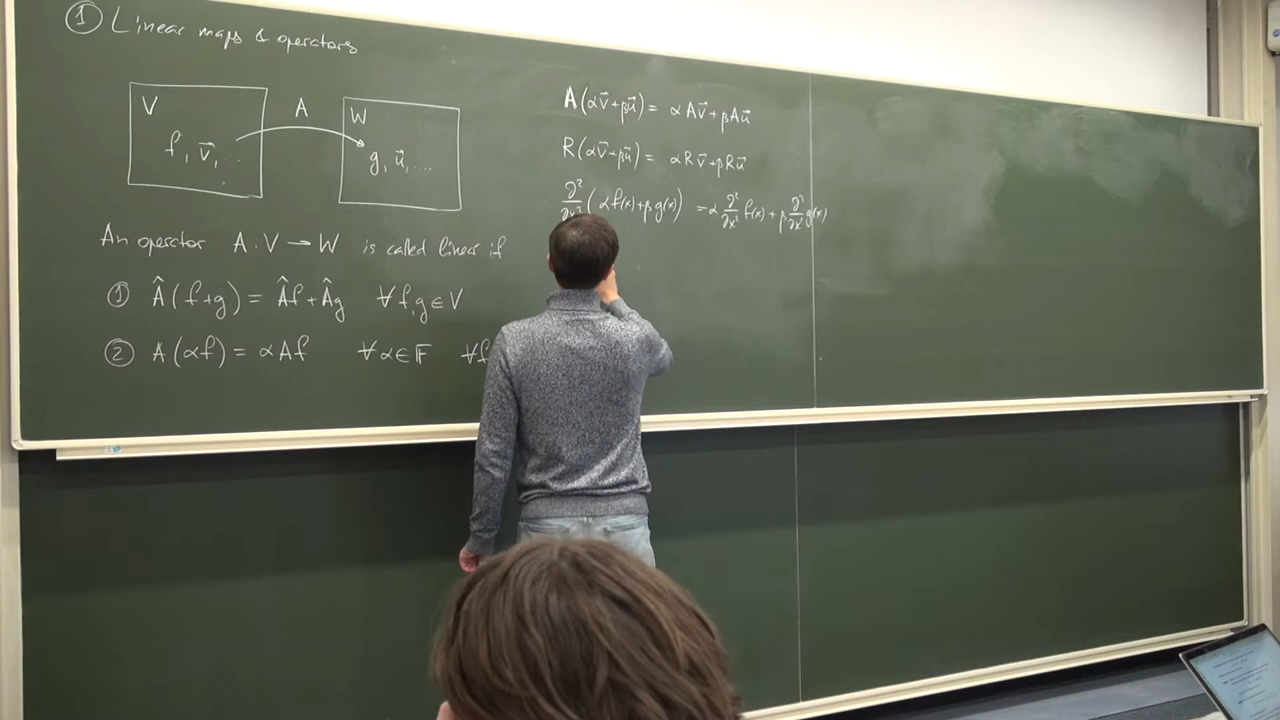 ① Linear maps & operators
V
f, v⃗, ...
A
W
g, u⃗, ...
An operator A : V → W is called linear if
① Â(f+g) = Âf + Âg ∀f,g ∈ V
② A(αf) = αAf ∀α∈𝔽 ∀f
A(αv⃗+βu⃗) = αAv⃗+βAu⃗
R(αv⃗+βu⃗) = αRv⃗+βRu⃗
∂²/∂x² (αf(x)+βg(x)) = α ∂²/∂x² f(x) + β ∂²/∂x² g(x)